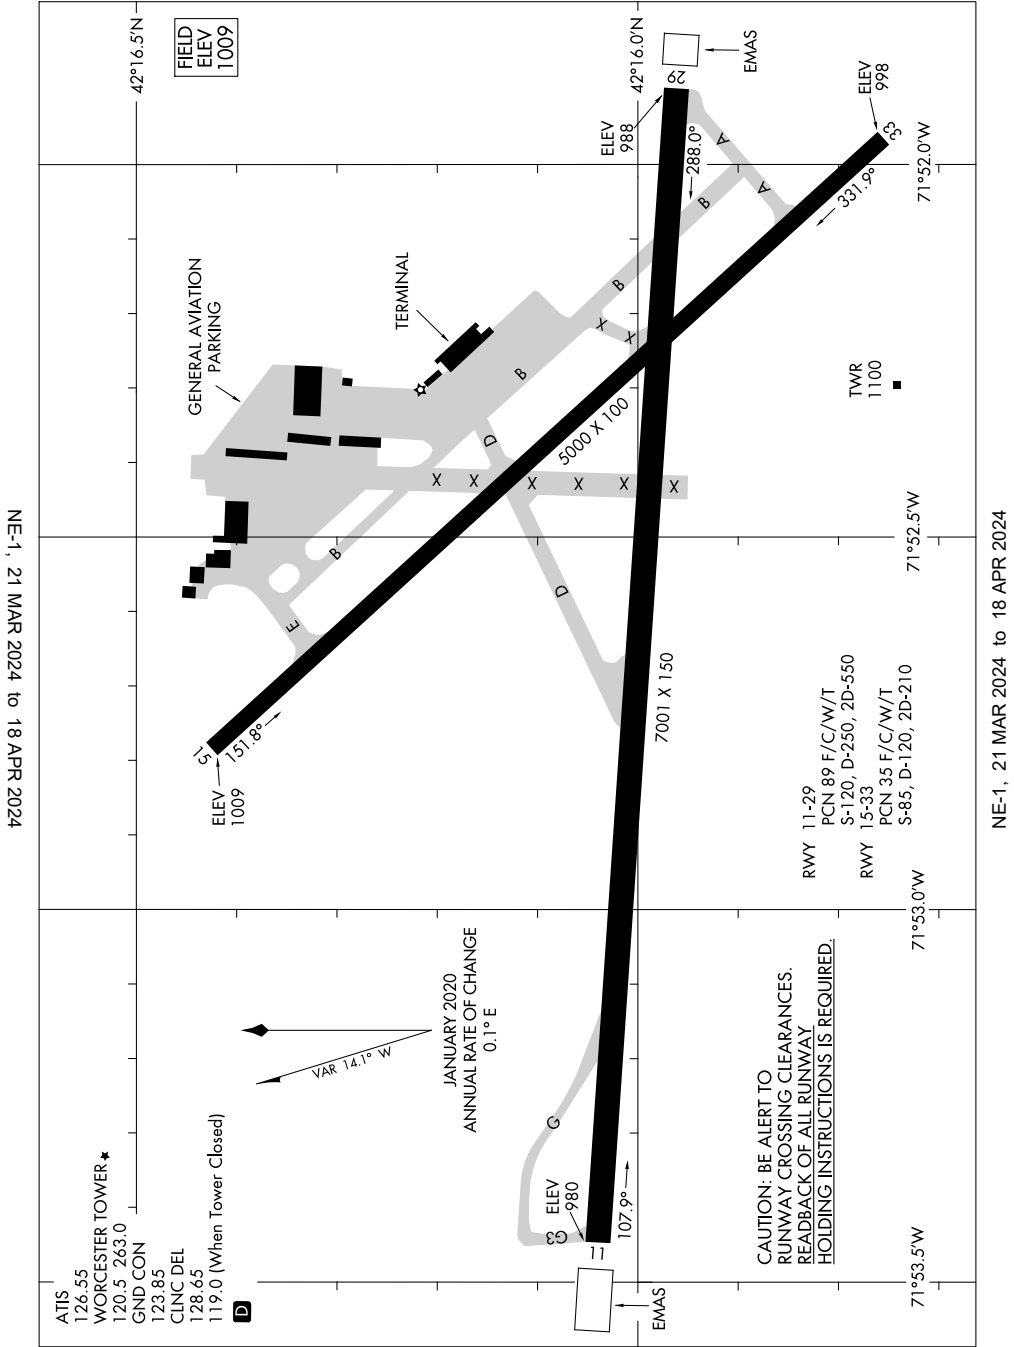 ATIS
126.55
WORCESTER TOWER
120.5 263.0
GND CON
123.85
CLNC DEL
128.65
119.0 (When Tower Closed)
D
FIELD
ELEV
1009
42°16.5'N
42°16.0'N
EMAS
29
ELEV
988
288.0°
ELEV
998
33
331.9°
71°52.0'W
A
A
B
B
B
B
X
X
GENERAL AVIATION
PARKING
TERMINAL
TWR
1100
5000 X 100
D
D
X
X
X
X
X
X
71°52.5'W
E
15
151.8°
ELEV
1009
7001 X 150
RWY 11-29
PCN 89 F/C/W/T
S-120, D-250, 2D-550
RWY 15-33
PCN 35 F/C/W/T
S-85, D-120, 2D-210
71°53.0'W
VAR 14.1° W
JANUARY 2020
ANNUAL RATE OF CHANGE
0.1° E
G
G3
ELEV
980
11
107.9°
EMAS
CAUTION: BE ALERT TO
RUNWAY CROSSING CLEARANCES.
READBACK OF ALL RUNWAY
HOLDING INSTRUCTIONS IS REQUIRED.
71°53.5'W
NE-1, 21 MAR 2024 to 18 APR 2024
NE-1, 21 MAR 2024 to 18 APR 2024